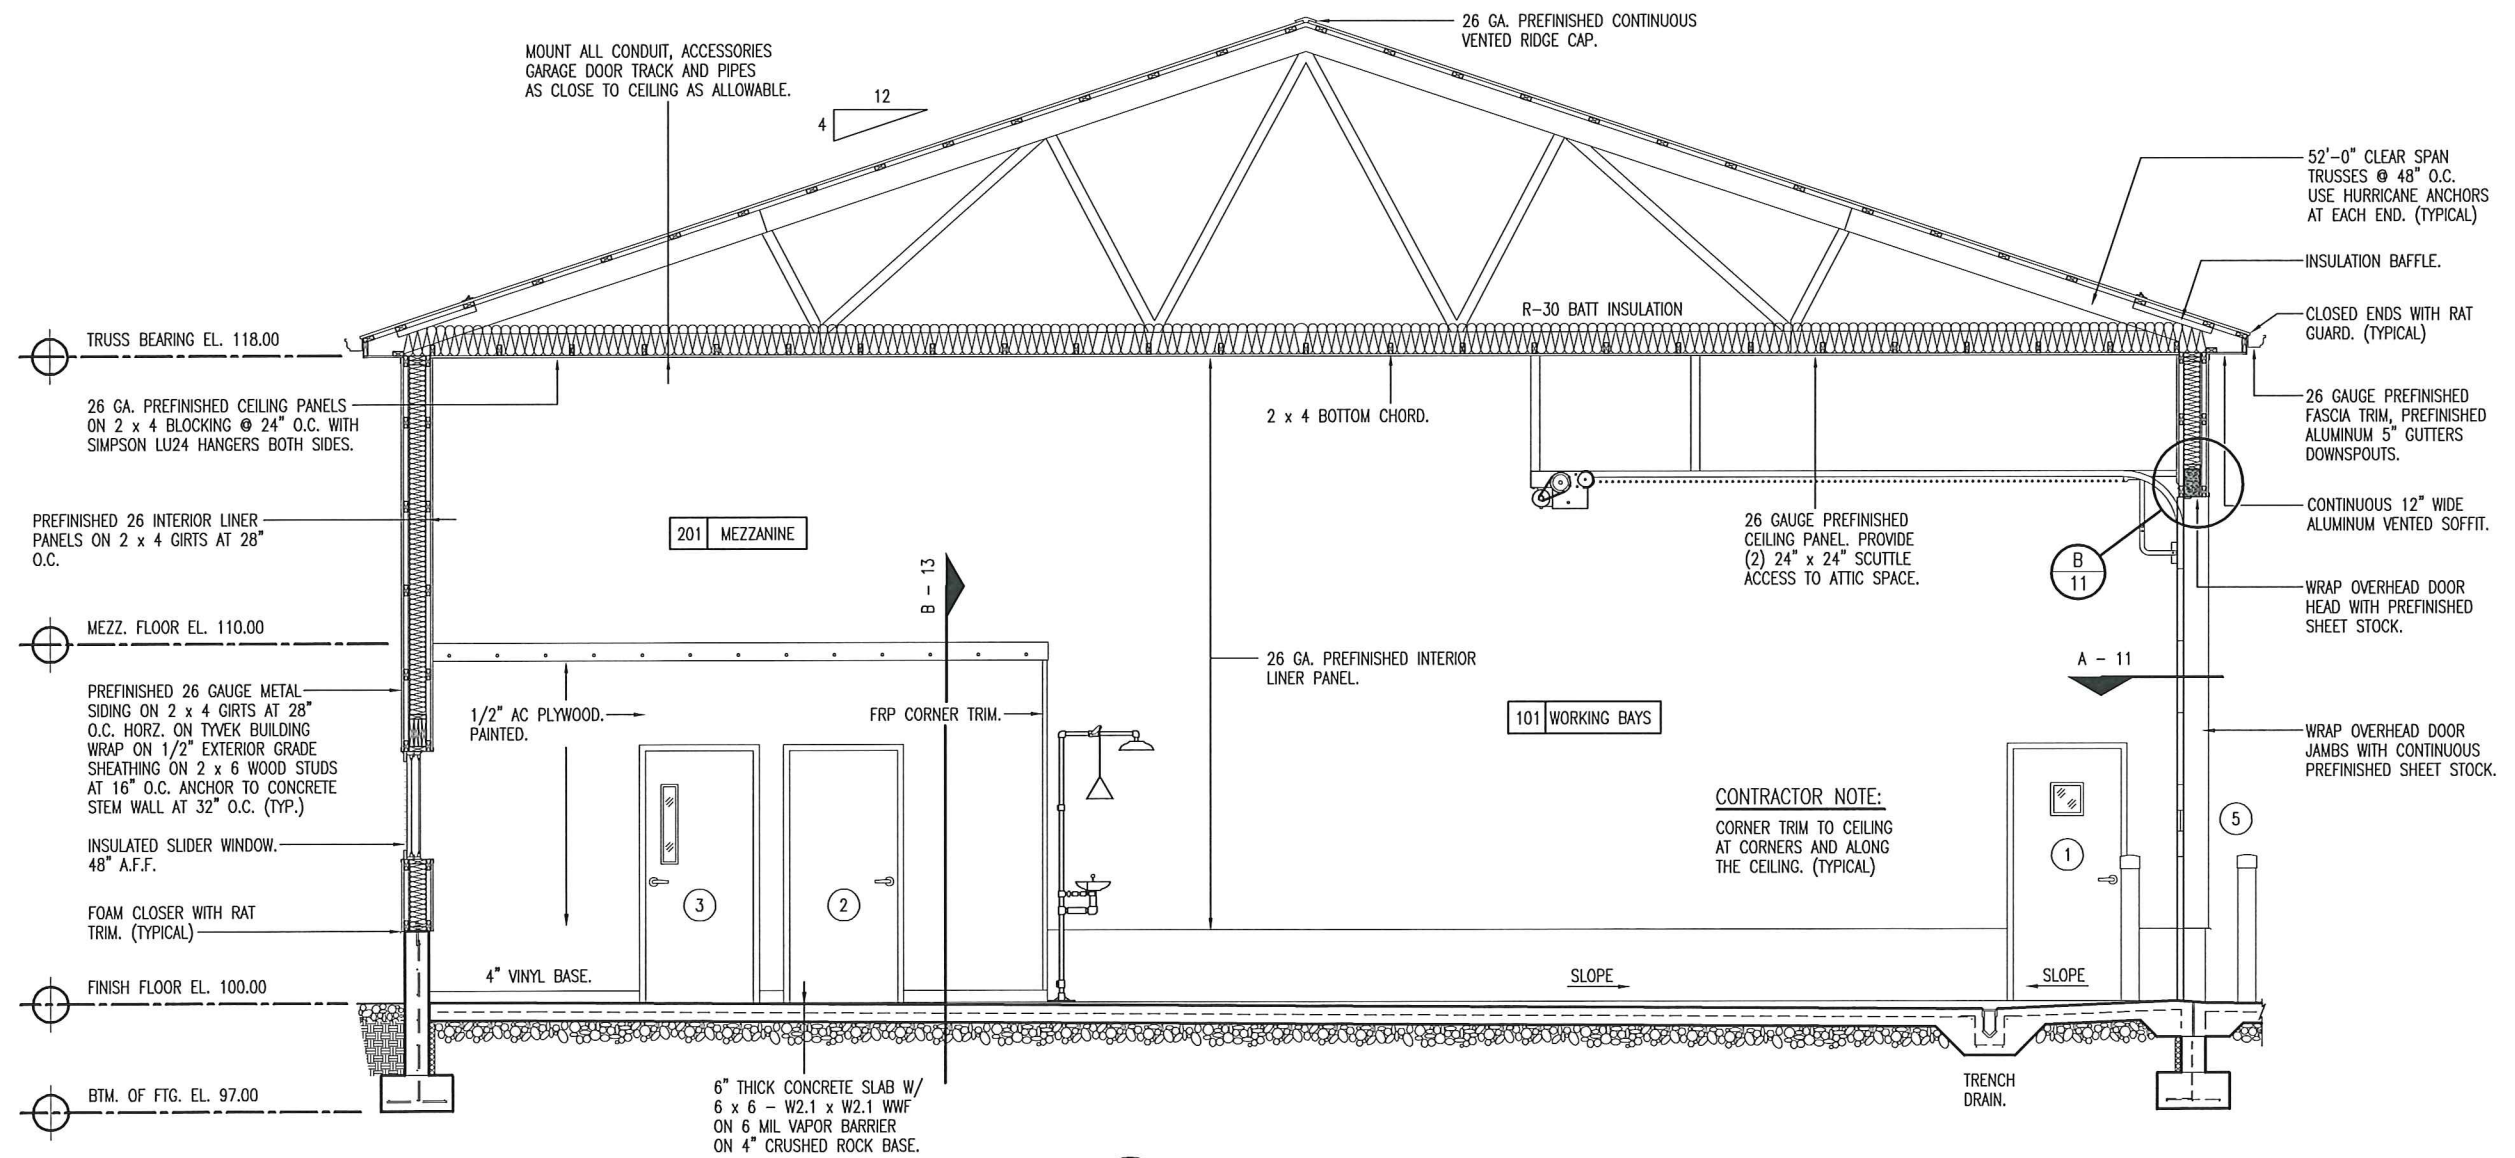 26 GA. PREFINISHED CONTINUOUS
VENTED RIDGE CAP.
MOUNT ALL CONDUIT, ACCESSORIES
GARAGE DOOR TRACK AND PIPES
AS CLOSE TO CEILING AS ALLOWABLE.
12
4
52'-0" CLEAR SPAN
TRUSSES @ 48" O.C.
USE HURRICANE ANCHORS
AT EACH END. (TYPICAL)
INSULATION BAFFLE.
R-30 BATT INSULATION
CLOSED ENDS WITH RAT
GUARD. (TYPICAL)
TRUSS BEARING EL. 118.00
26 GA. PREFINISHED CEILING PANELS
ON 2 x 4 BLOCKING @ 24" O.C. WITH
SIMPSON LU24 HANGERS BOTH SIDES.
2 x 4 BOTTOM CHORD.
26 GAUGE PREFINISHED
FASCIA TRIM, PREFINISHED
ALUMINUM 5" GUTTERS
DOWNSPOUTS.
PREFINISHED 26 INTERIOR LINER
PANELS ON 2 x 4 GIRTS AT 28"
O.C.
201 MEZZANINE
26 GAUGE PREFINISHED
CEILING PANEL. PROVIDE
(2) 24" x 24" SCUTTLE
ACCESS TO ATTIC SPACE.
CONTINUOUS 12" WIDE
ALUMINUM VENTED SOFFIT.
B - 13
B
11
WRAP OVERHEAD DOOR
HEAD WITH PREFINISHED
SHEET STOCK.
MEZZ. FLOOR EL. 110.00
26 GA. PREFINISHED INTERIOR
LINER PANEL.
A - 11
PREFINISHED 26 GAUGE METAL
SIDING ON 2 x 4 GIRTS AT 28"
O.C. HORZ. ON TYVEK BUILDING
WRAP ON 1/2" EXTERIOR GRADE
SHEATHING ON 2 x 6 WOOD STUDS
AT 16" O.C. ANCHOR TO CONCRETE
STEM WALL AT 32" O.C. (TYP.)
1/2" AC PLYWOOD.
PAINTED.
FRP CORNER TRIM.
101 WORKING BAYS
WRAP OVERHEAD DOOR
JAMBS WITH CONTINUOUS
PREFINISHED SHEET STOCK.
CONTRACTOR NOTE:
CORNER TRIM TO CEILING
AT CORNERS AND ALONG
THE CEILING. (TYPICAL)
5
1
INSULATED SLIDER WINDOW.
48" A.F.F.
3
2
FOAM CLOSER WITH RAT
TRIM. (TYPICAL)
4" VINYL BASE.
SLOPE
SLOPE
FINISH FLOOR EL. 100.00
BTM. OF FTG. EL. 97.00
6" THICK CONCRETE SLAB W/
6 x 6 - W2.1 x W2.1 WWF
ON 6 MIL VAPOR BARRIER
ON 4" CRUSHED ROCK BASE.
TRENCH
DRAIN.